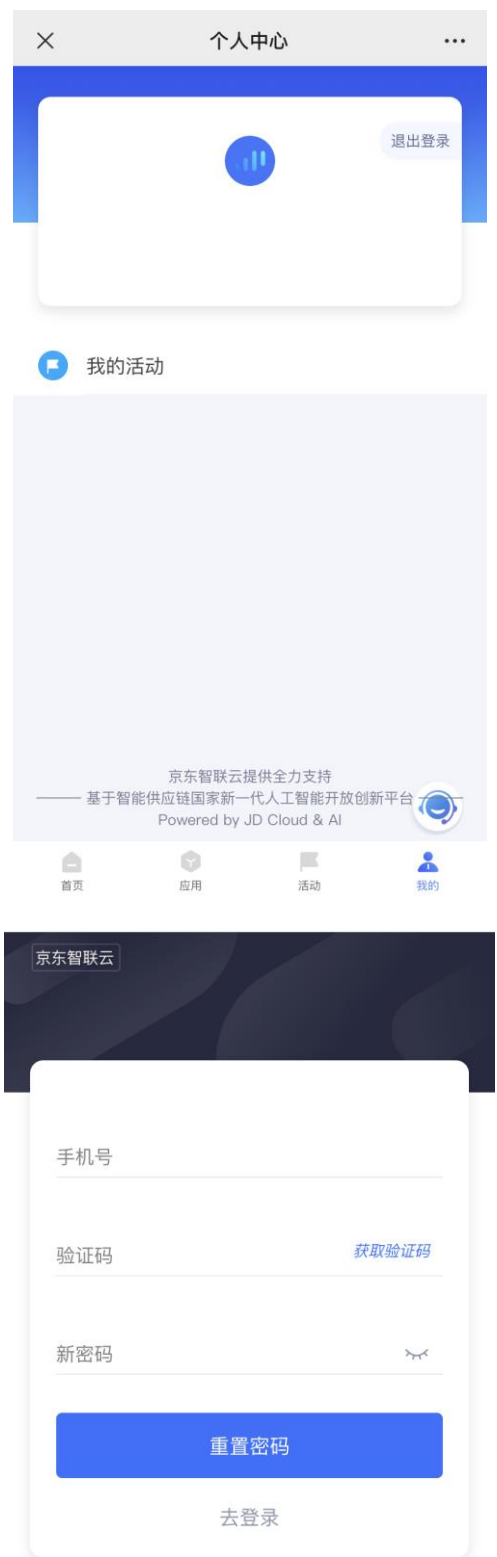 个人中心
退出登录
我的活动
京东智联云提供全力支持
基于智能供应链国家新一代人工智能开放创新平台
Powered by JD Cloud & AI
首页
应用
活动
我的
京东智联云
手机号
验证码
获取验证码
新密码
重置密码
去登录